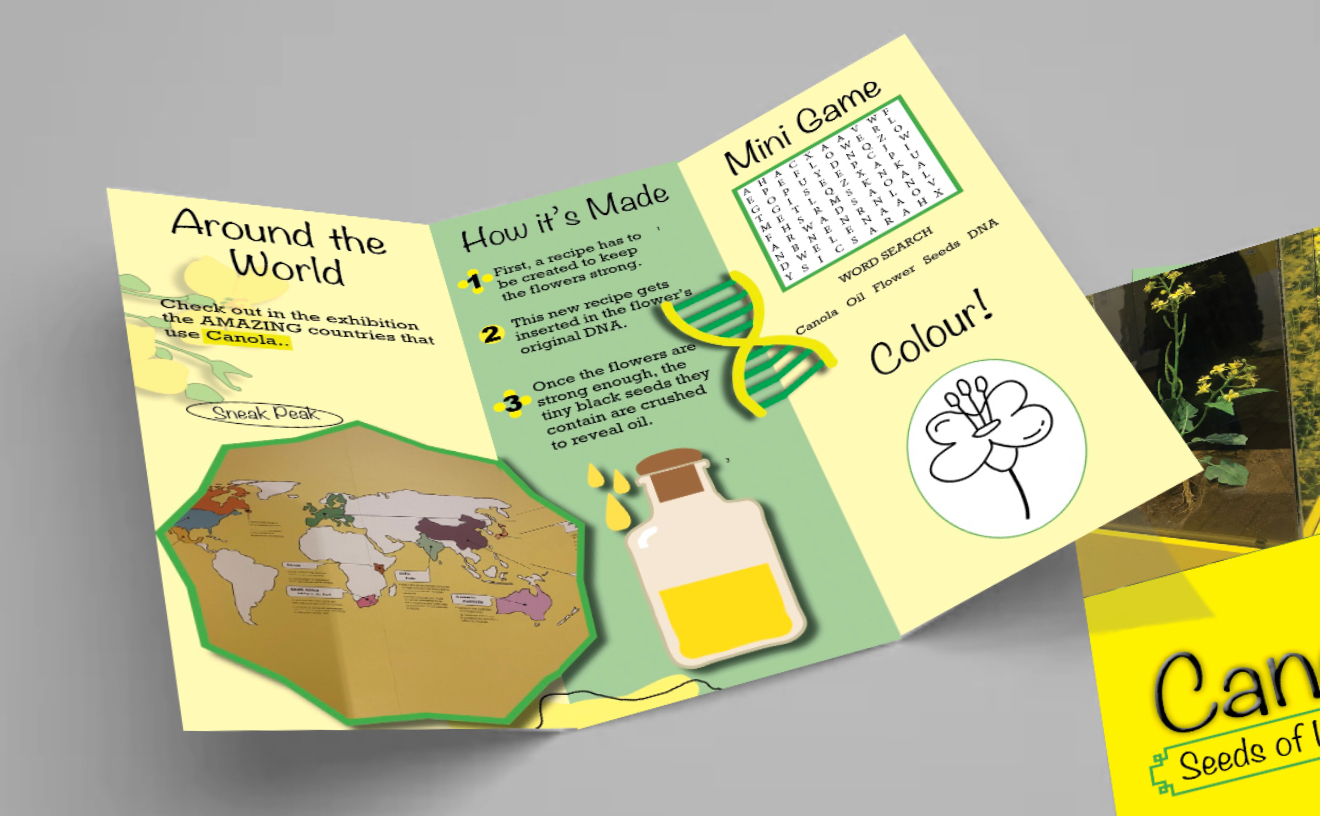 Around the
World
Check out in the exhibition
the AMAZING countries that
use Canola..
Sneak Peak
How it's Made
1
First, a recipe has to
be created to keep
the flowers strong.
2
This new recipe gets
inserted in the flower's
original DNA.
3
Once the flowers are
strong enough, the
tiny black seeds they
contain are crushed
to reveal oil.
Mini Game
A H A C X A A V W F
E P E F L O W E R L
G O P U Y D N Q Z O
T G I S E E P C J W
M E T L Q Z X A P I
F H S R M S K N K U
A R W A D S A O A A
N B N E N R N L N L
D W E L E N A A O V
Y S I C S A R A H X
WORD SEARCH
Canola Oil Flower Seeds DNA
Colour!
Can
Seeds of